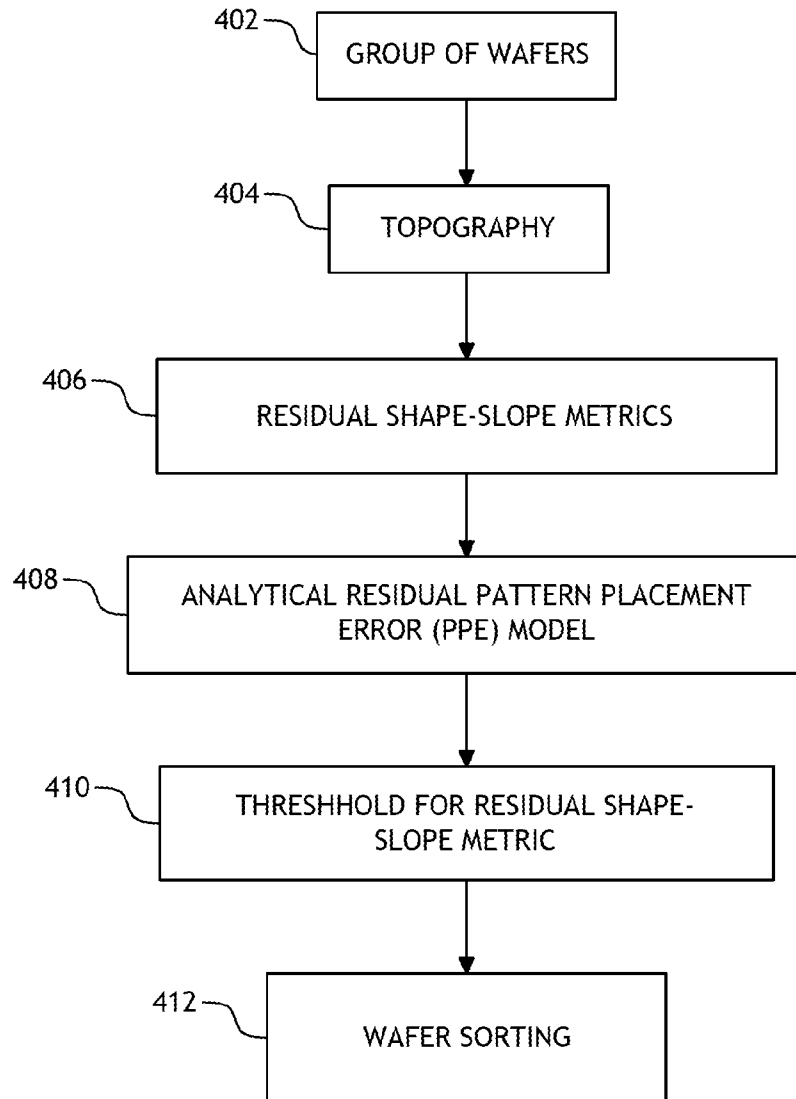 402
GROUP OF WAFERS
404
TOPOGRAPHY
406
RESIDUAL SHAPE-SLOPE METRICS
408
ANALYTICAL RESIDUAL PATTERN PLACEMENT
ERROR (PPE) MODEL
410
THRESHHOLD FOR RESIDUAL SHAPE-
SLOPE METRIC
412
WAFER SORTING